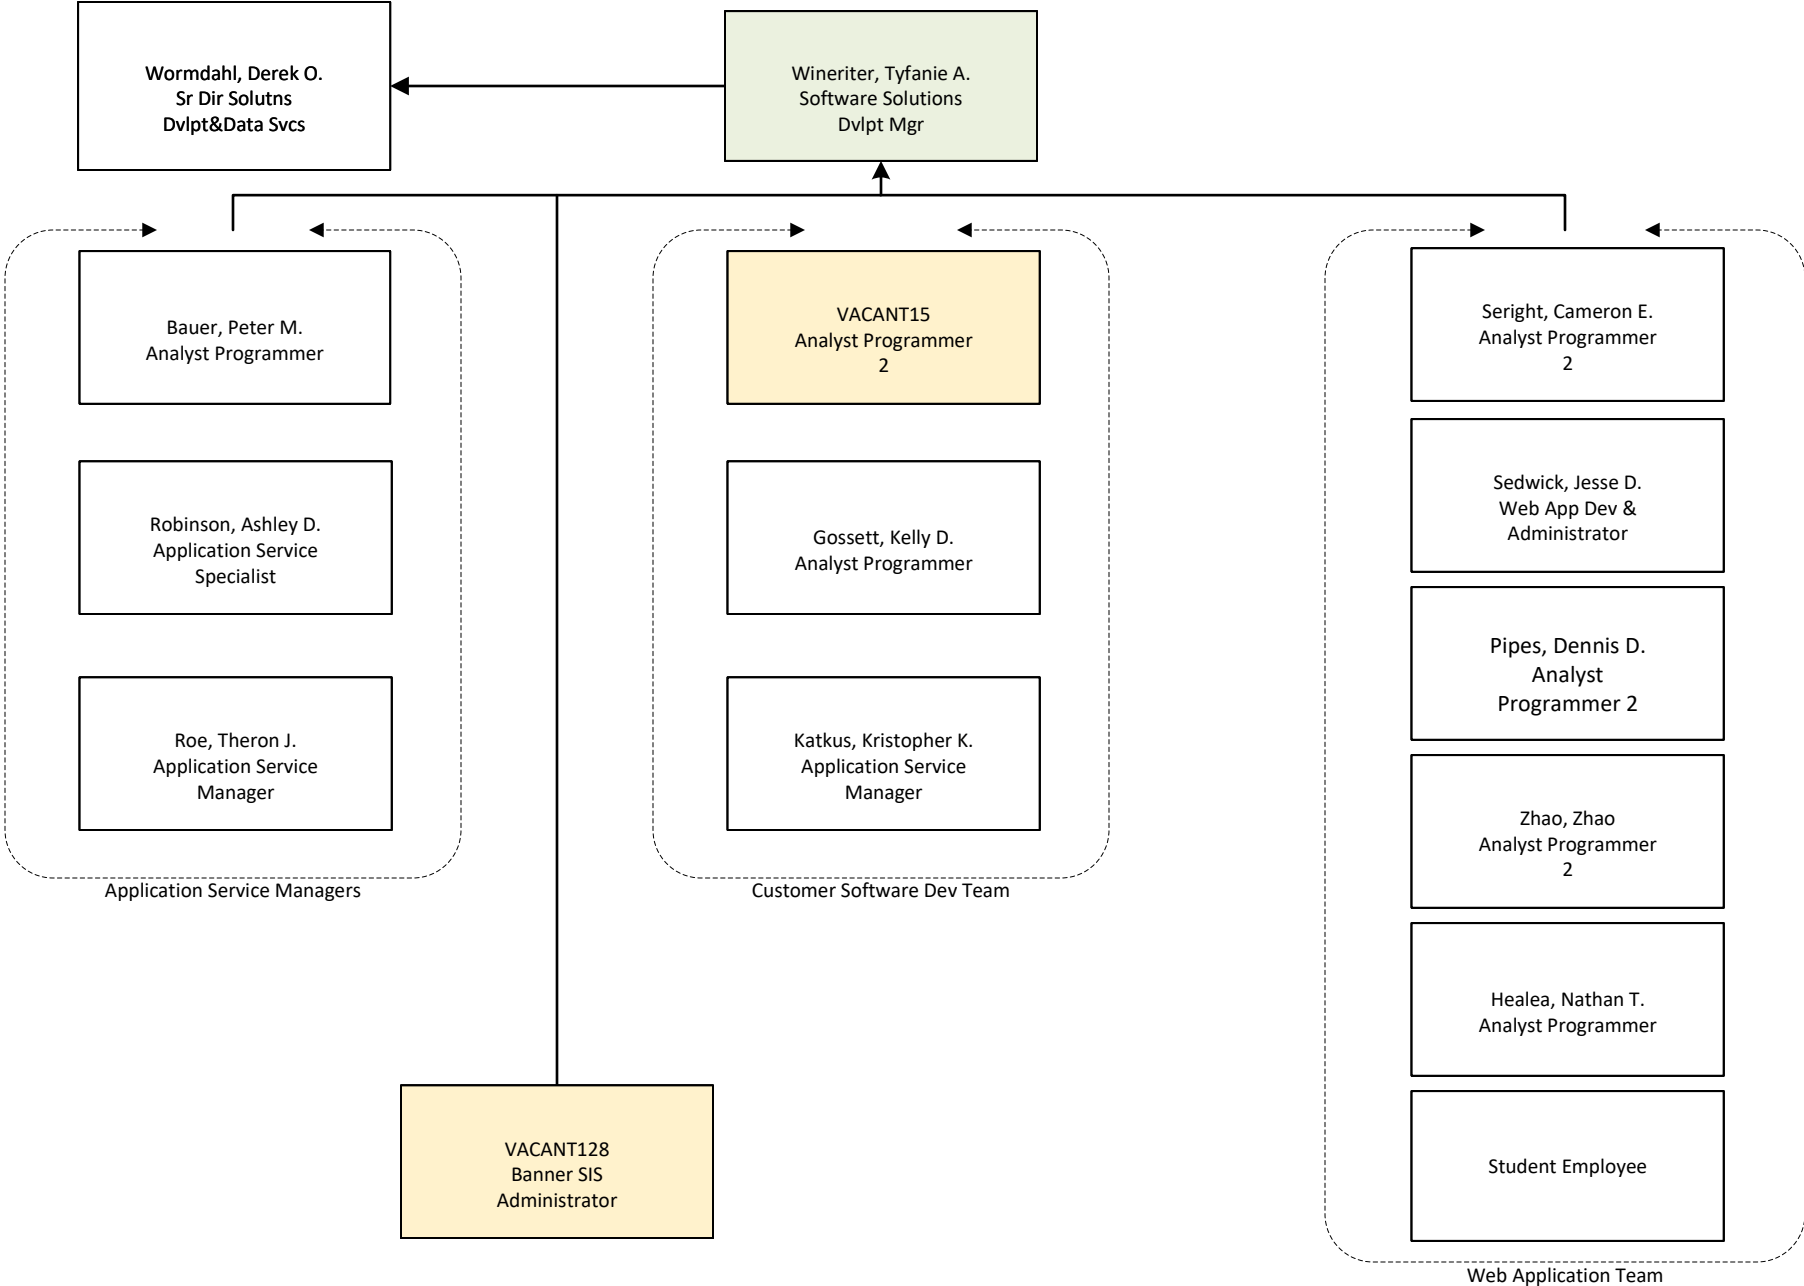 Wormdahl, Derek O.
Sr Dir Solutns
Dvlpt&Data Svcs
Wineriter, Tyfanie A.
Software Solutions
Dvlpt Mgr
Bauer, Peter M.
Analyst Programmer
Robinson, Ashley D.
Application Service
Specialist
Roe, Theron J.
Application Service
Manager
Application Service Managers
VACANT15
Analyst Programmer
2
Gossett, Kelly D.
Analyst Programmer
Katkus, Kristopher K.
Application Service
Manager
Customer Software Dev Team
Seright, Cameron E.
Analyst Programmer
2
Sedwick, Jesse D.
Web App Dev &
Administrator
Pipes, Dennis D.
Analyst
Programmer 2
Zhao, Zhao
Analyst Programmer
2
Healea, Nathan T.
Analyst Programmer
Student Employee
Web Application Team
VACANT128
Banner SIS
Administrator